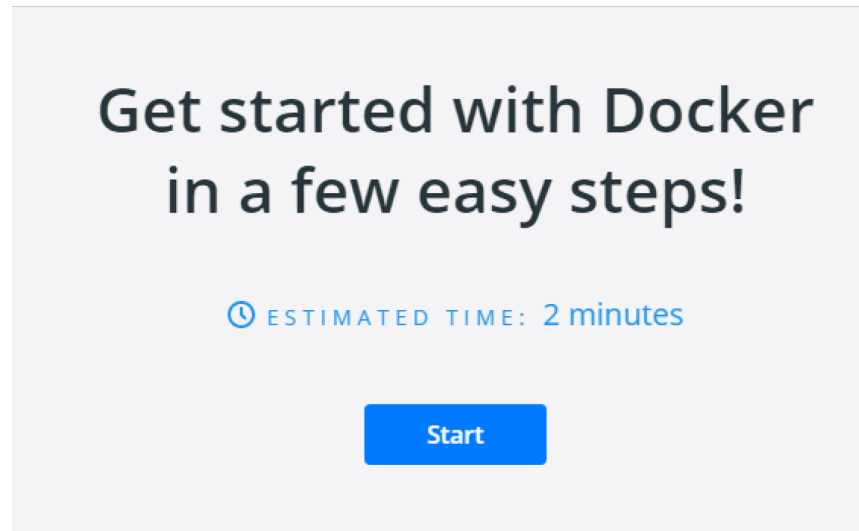 Get started with Docker
in a few easy steps!
ESTIMATED TIME: 2 minutes
Start